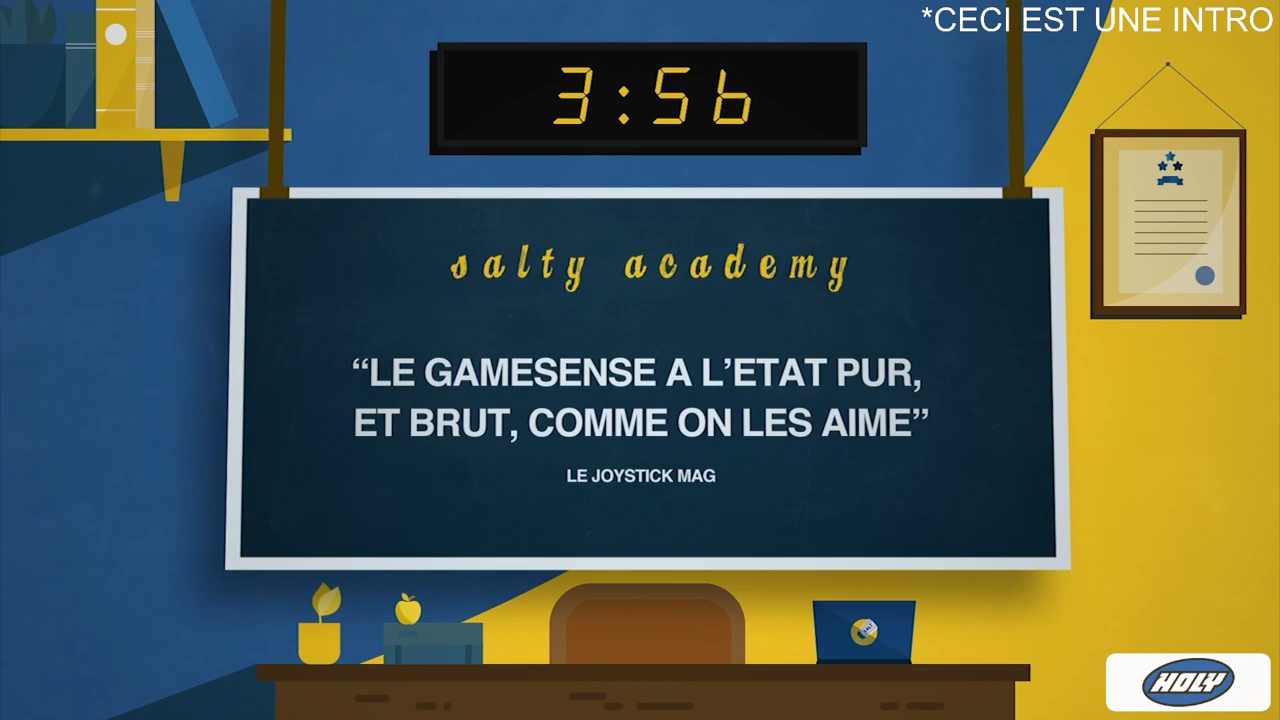 *CECI EST UNE INTRO
3:56
salty academy
“LE GAMESENSE A L’ETAT PUR,
ET BRUT, COMME ON LES AIME”
LE JOYSTICK MAG
HOLY